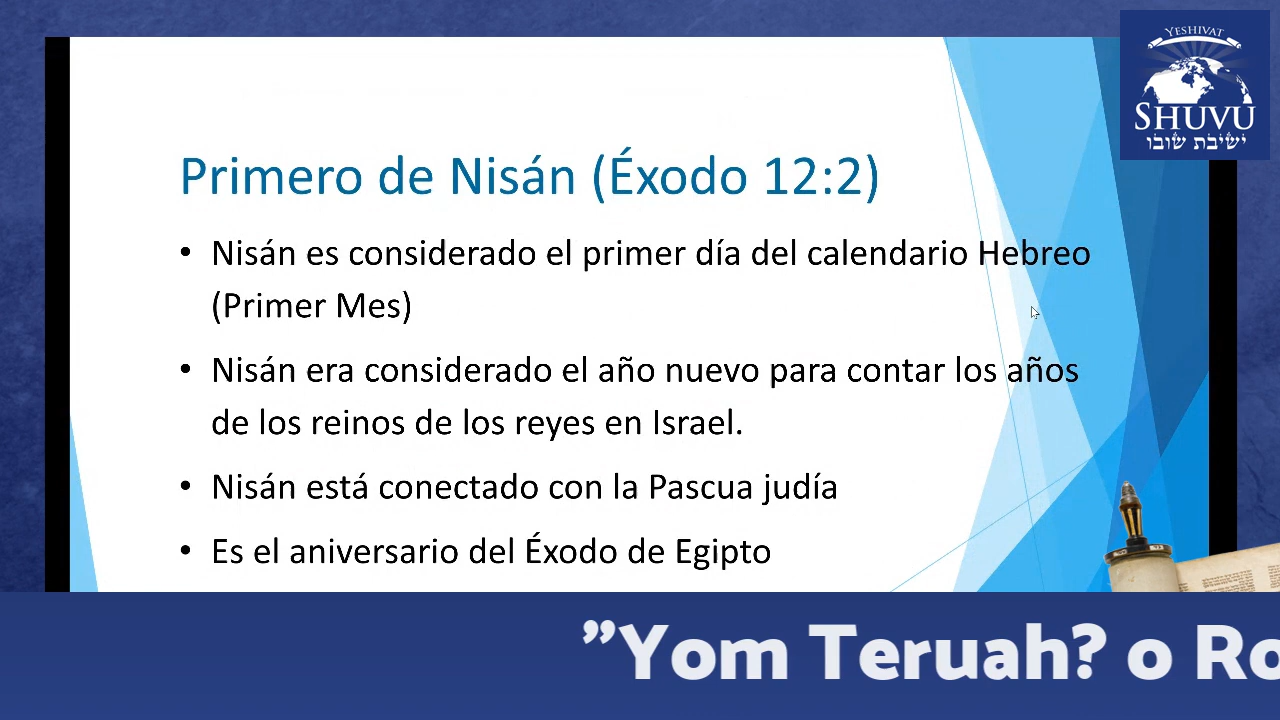 YESHIVAT
SHUVU
ישיבת שובו
Primero de Nisán (Éxodo 12:2)
• Nisán es considerado el primer día del calendario Hebreo
(Primer Mes)
• Nisán era considerado el año nuevo para contar los años
de los reinos de los reyes en Israel.
• Nisán está conectado con la Pascua judía
• Es el aniversario del Éxodo de Egipto
”Yom Teruah? o Ro